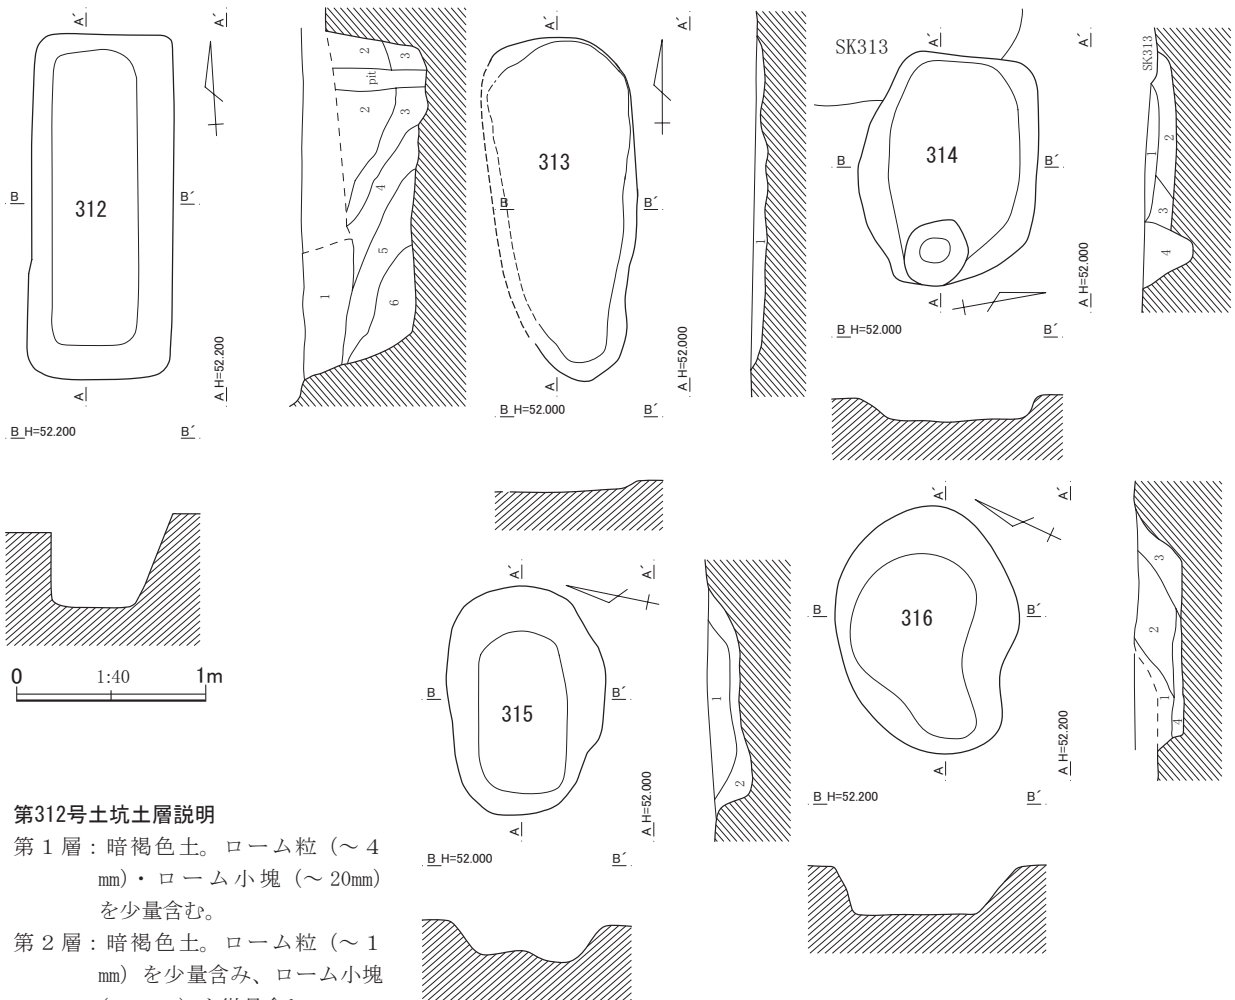 A´
A´
312
B
B´
A
A H=52.200
B H=52.200
B´
2
3
pit
2
3
4
5
1
6
A´
A´
313
B
B´
A
A H=52.000
B H=52.000
B´
1
SK313
A´
A´
314
B
B´
A
A H=52.000
B H=52.000
B´
SK313
1
2
3
4
A´
A´
315
B
B´
A
A H=52.000
B H=52.000
B´
1
2
A´
A´
316
B
B´
A
A H=52.200
B H=52.200
B´
3
2
1
4
0 1:40 1m
第312号土坑土層説明
第1層：暗褐色土。ローム粒（～4
mm）・ローム小塊（～20mm）
を少量含む。
第2層：暗褐色土。ローム粒（～1
mm）を少量含み、ローム小塊